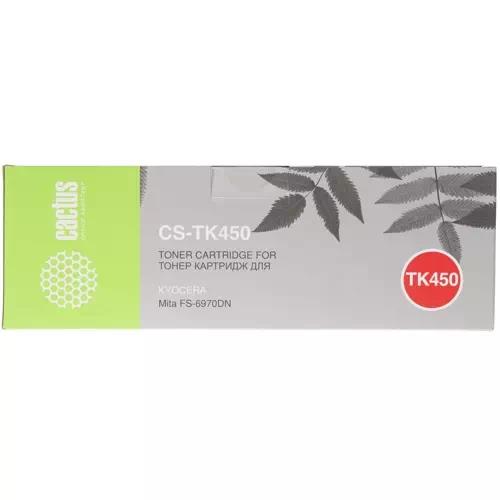 cactus
CS-TK450
TONER CARTRIDGE FOR
ТОНЕР КАРТРИДЖ ДЛЯ
KYOCERA
Mita FS-6970DN
TK450